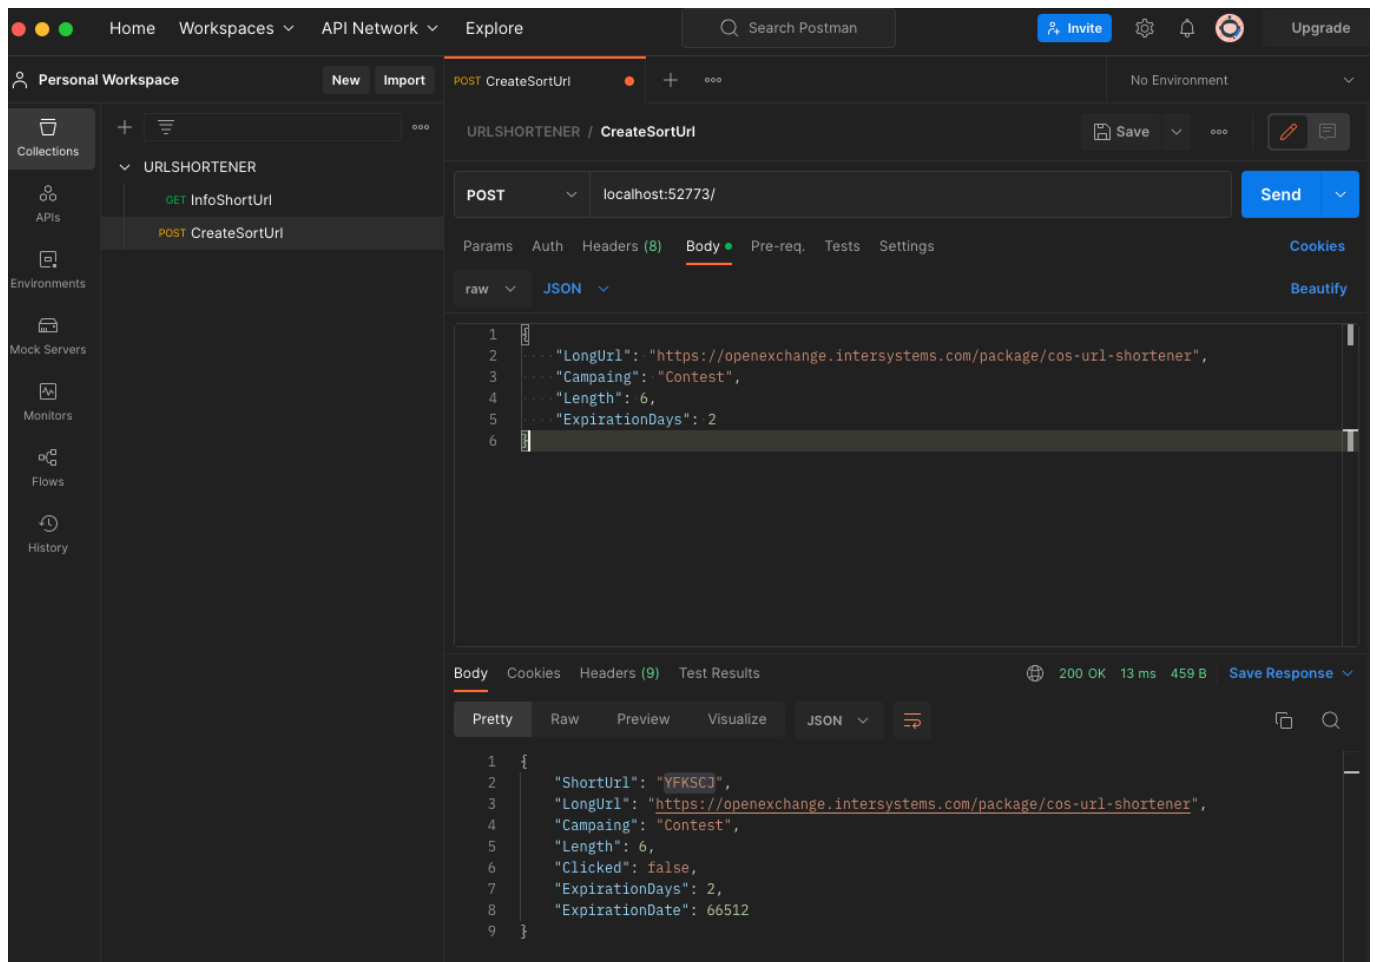 Home Workspaces API Network Explore Search Postman Invite Upgrade
Personal Workspace New Import POST CreateSortUrl No Environment
Collections
APIs
Environments
Mock Servers
Monitors
Flows
History
URLSHORTENER
GET InfoShortUrl
POST CreateSortUrl
URLSHORTENER / CreateSortUrl Save
POST localhost:52773/ Send
Params Auth Headers (8) Body Pre-req. Tests Settings Cookies
raw JSON Beautify
1 {
2 "LongUrl": "https://openexchange.intersystems.com/package/cos-url-shortener",
3 "Campaing": "Contest",
4 "Length": 6,
5 "ExpirationDays": 2
6 }
Body Cookies Headers (9) Test Results 200 OK 13 ms 459 B Save Response
Pretty Raw Preview Visualize JSON
1 {
2 "ShortUrl": "YFKSCJ",
3 "LongUrl": "https://openexchange.intersystems.com/package/cos-url-shortener",
4 "Campaing": "Contest",
5 "Length": 6,
6 "Clicked": false,
7 "ExpirationDays": 2,
8 "ExpirationDate": 66512
9 }